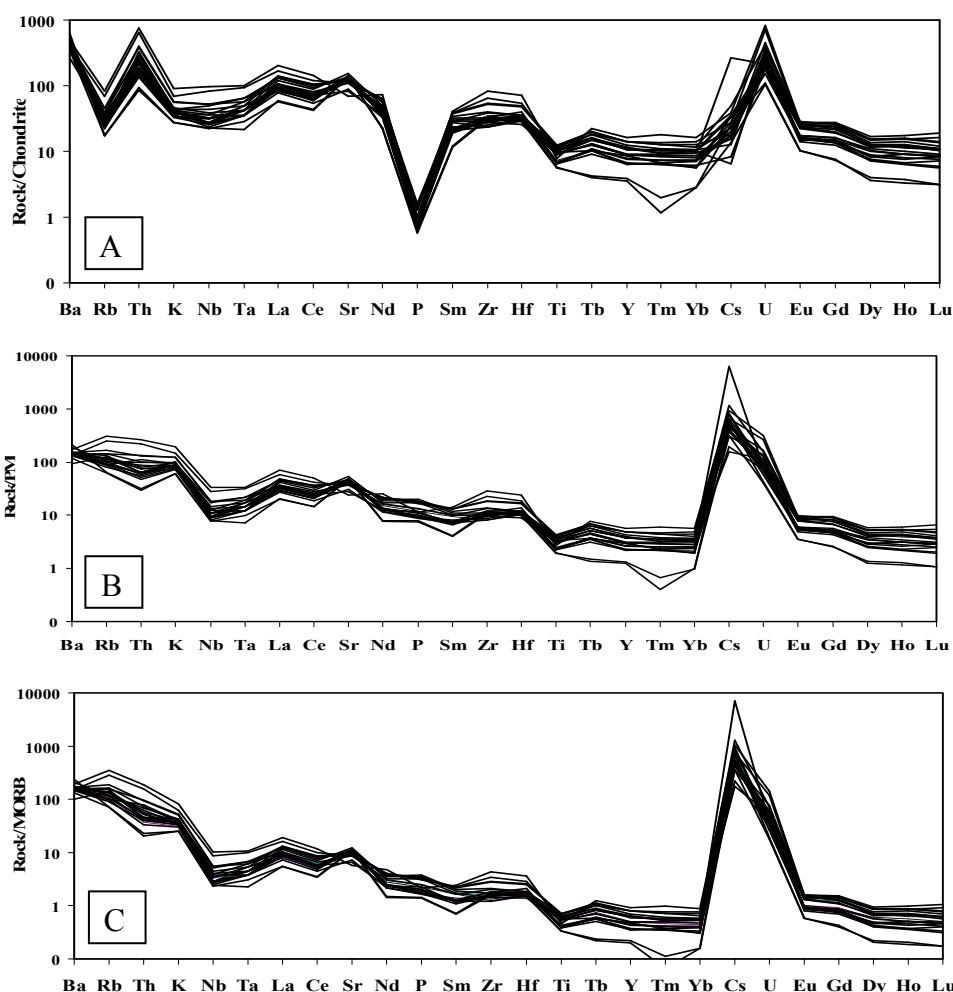 1000
100
10
1
0
Rock/Chondrite
A
Ba Rb Th K Nb Ta La Ce Sr Nd P Sm Zr Hf Ti Tb Y Tm Yb Cs U Eu Gd Dy Ho Lu
10000
1000
100
10
1
0
Rock/PM
B
Ba Rb Th K Nb Ta La Ce Sr Nd P Sm Zr Hf Ti Tb Y Tm Yb Cs U Eu Gd Dy Ho Lu
10000
1000
100
10
1
0
Rock/MORB
C
Ba Rb Th K Nb Ta La Ce Sr Nd P Sm Zr Hf Ti Tb Y Tm Yb Cs U Eu Gd Dy Ho Lu